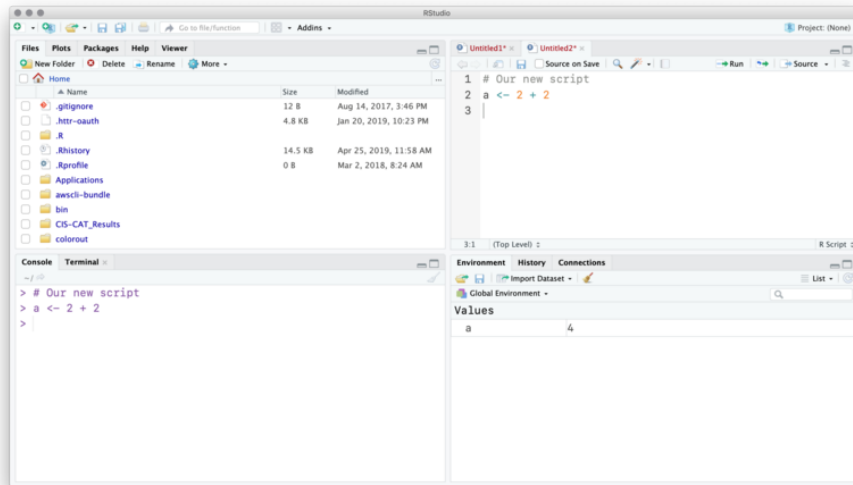 RStudio
Go to file/function Addins Project: (None)
Files Plots Packages Help Viewer
New Folder Delete Rename More
Home ...
Name Size Modified
.gitignore 12 B Aug 14, 2017, 3:46 PM
.httr-oauth 4.8 KB Jan 20, 2019, 10:23 PM
.R
.Rhistory 14.5 KB Apr 25, 2019, 11:58 AM
.Rprofile 0 B Mar 2, 2018, 8:24 AM
Applications
awscli-bundle
bin
CIS-CAT_Results
colorout
Untitled1* × Untitled2* ×
Source on Save Run Source
1 # Our new script
2 a <- 2 + 2
3
3:1 (Top Level) R Script
Console Terminal ×
~/
> # Our new script
> a <- 2 + 2
>
Environment History Connections
Import Dataset List
Global Environment
Values
a 4